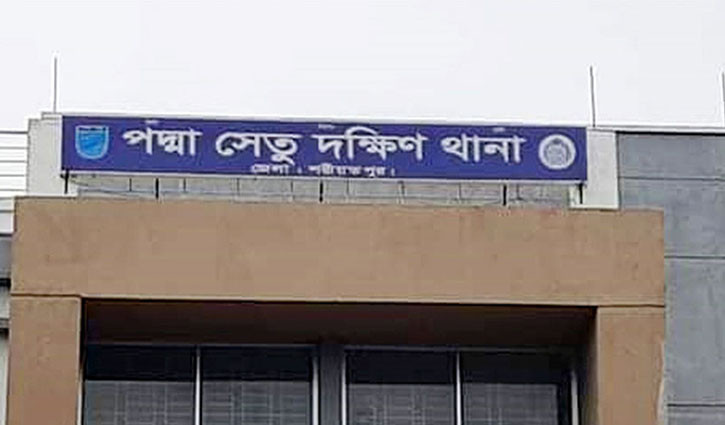 পদ্মা সেতু দক্ষিণ থানা
জেলা : শরীয়তপুর।